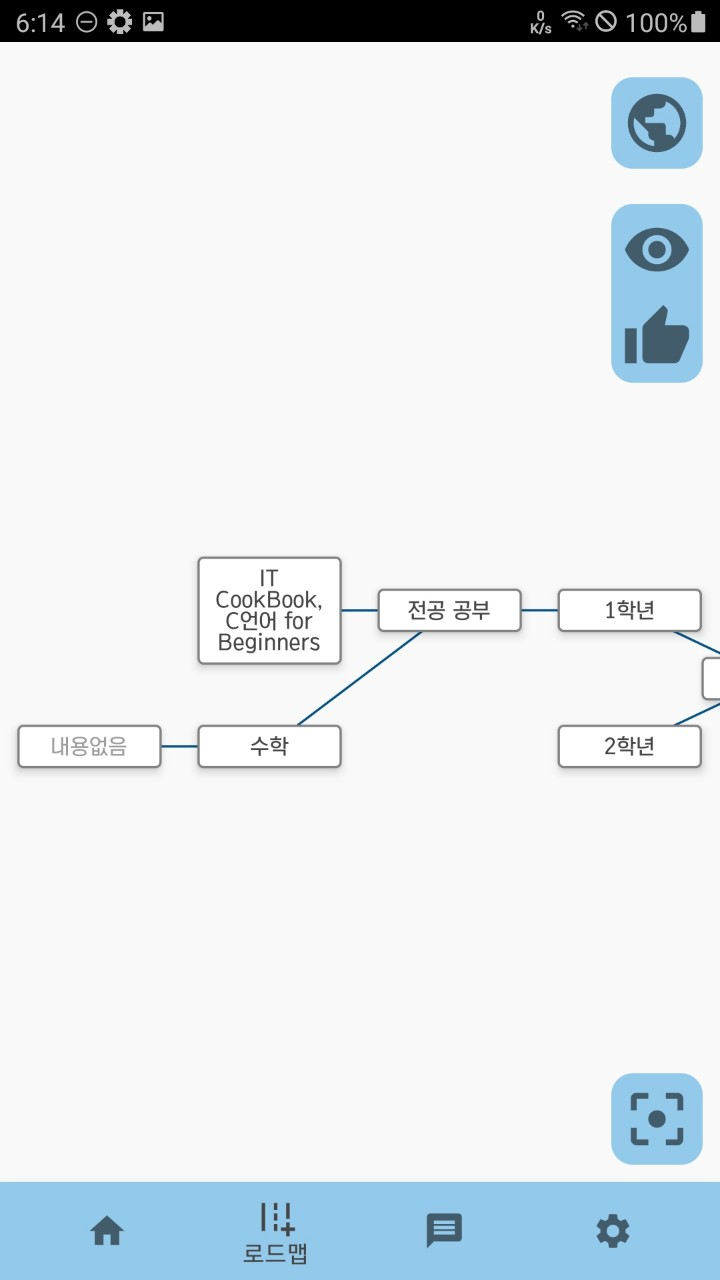 6:14
0
K/s
100%
IT
CookBook,
C언어 for
Beginners
전공 공부
1학년
내용없음
수학
2학년
로드맵